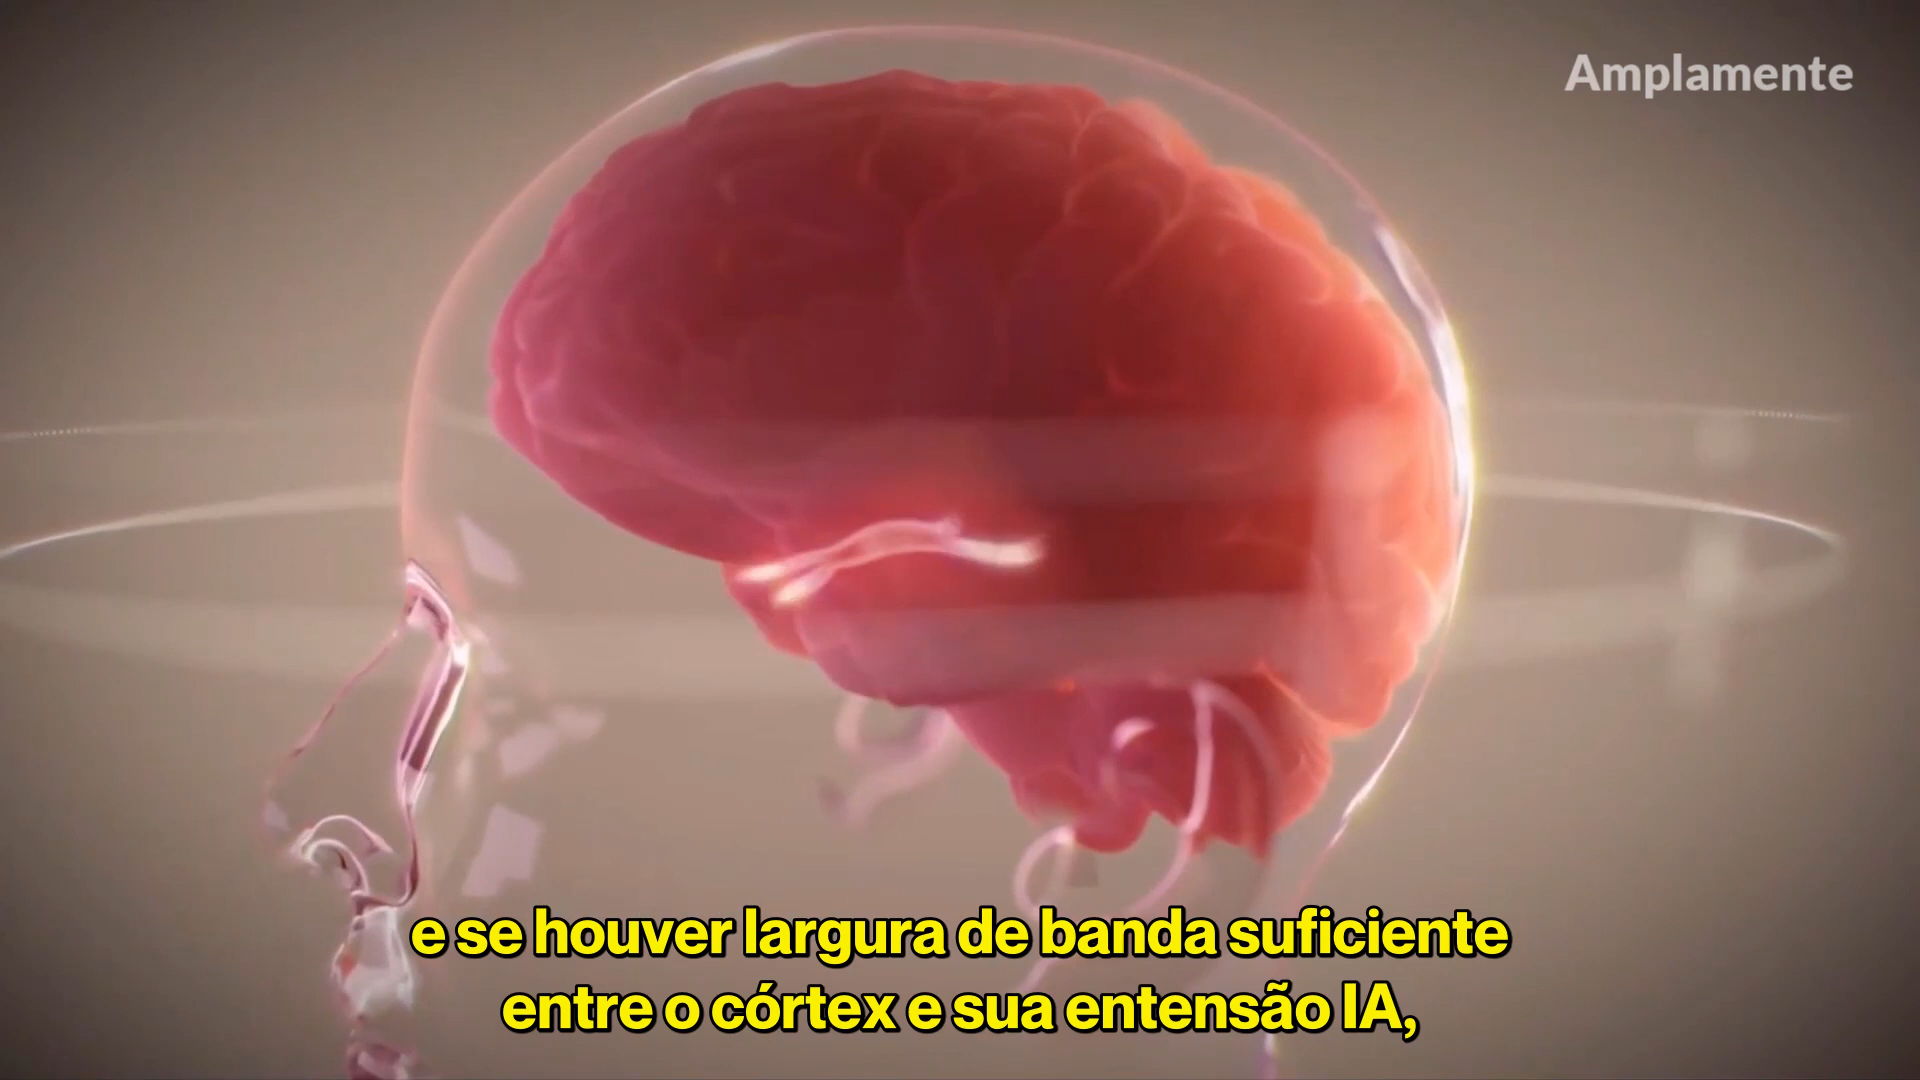 Amplamente
e se houver largura de banda suficiente
entre o córtex e sua entensão IA,